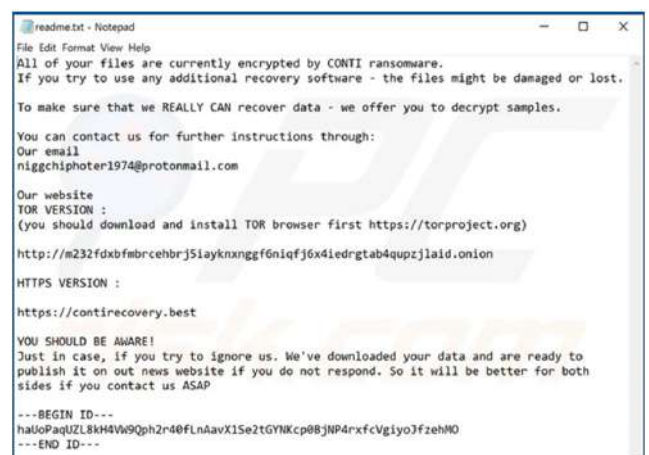 readme.txt - Notepad
File Edit Format View Help
All of your files are currently encrypted by CONTI ransomware.
If you try to use any additional recovery software - the files might be damaged or lost.
To make sure that we REALLY CAN recover data - we offer you to decrypt samples.
You can contact us for further instructions through:
Our email
niggchiphoter1974@protonmail.com
Our website
TOR VERSION :
(you should download and install TOR browser first https://torproject.org)
http://m232fdxbfmbrcehbrj5iayknxnggf6niqfj6x4iedrgtab4qupzjlaid.onion
HTTPS VERSION :
https://contirecovery.best
YOU SHOULD BE AWARE!
Just in case, if you try to ignore us. We've downloaded your data and are ready to
publish it on out news website if you do not respond. So it will be better for both
sides if you contact us ASAP
---BEGIN ID---
haUoPaqUZL8kH4VW9Qph2r40fLnAavX1Se2tGYNKcp0BjNP4rxfcVgiyoJfzehMO
---END ID---